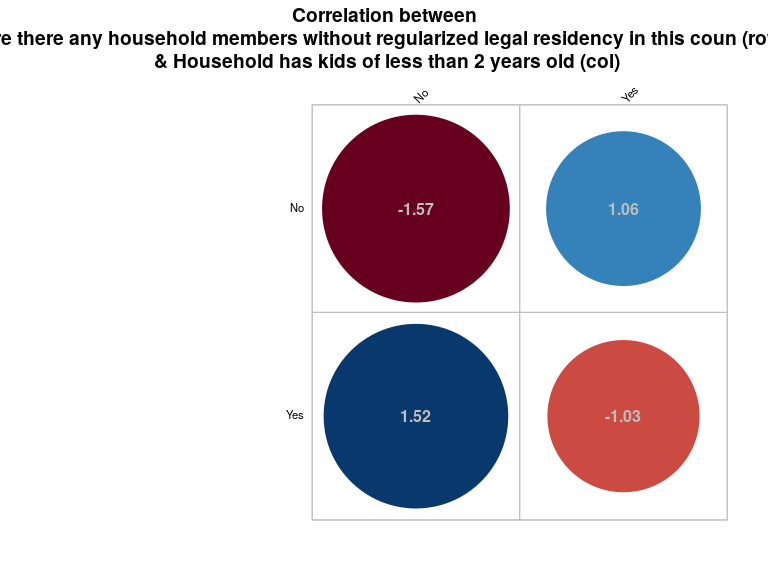 Correlation between
re there any household members without regularized legal residency in this coun (ro
& Household has kids of less than 2 years old (col)
No Yes
No -1.57 1.06
Yes 1.52 -1.03